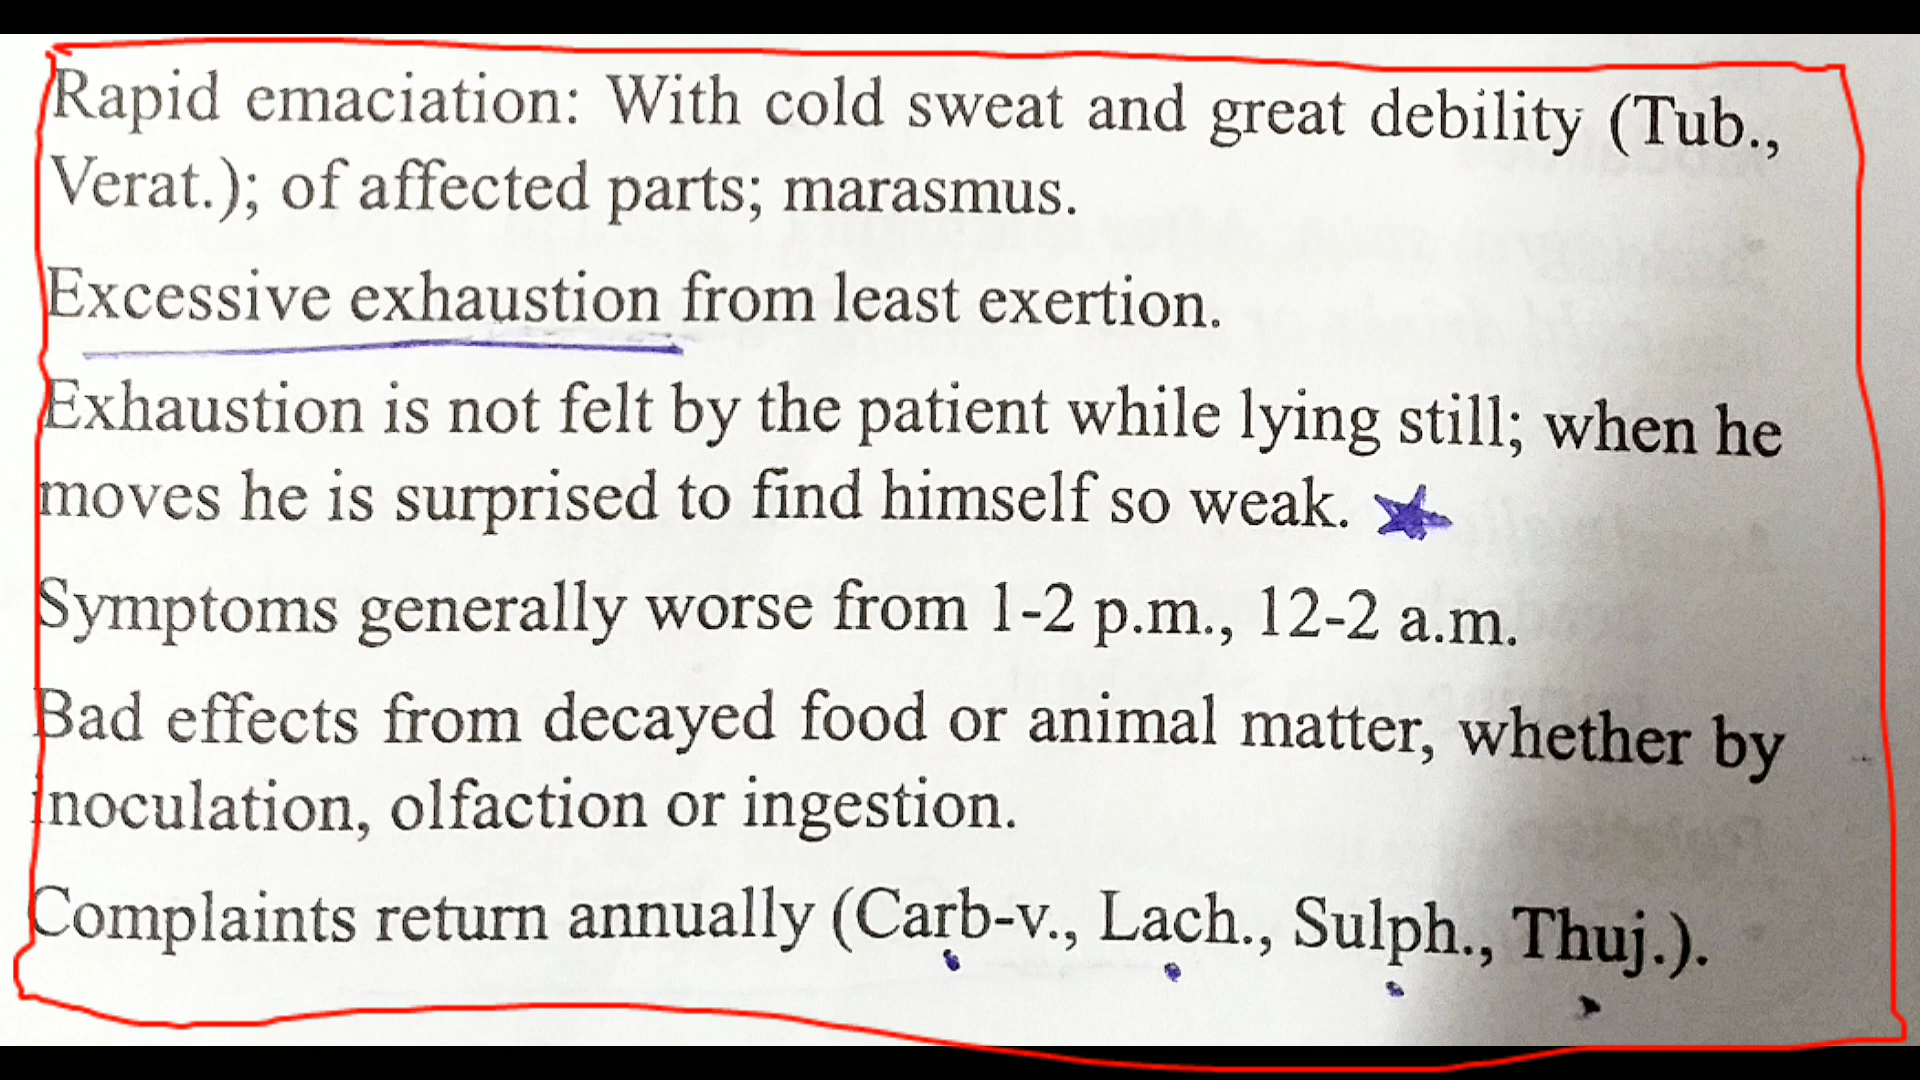 Rapid emaciation: With cold sweat and great debility (Tub.,
Verat.); of affected parts; marasmus.
Excessive exhaustion from least exertion.
Exhaustion is not felt by the patient while lying still; when he
moves he is surprised to find himself so weak.
Symptoms generally worse from 1-2 p.m., 12-2 a.m.
Bad effects from decayed food or animal matter, whether by
inoculation, olfaction or ingestion.
Complaints return annually (Carb-v., Lach., Sulph., Thuj.).